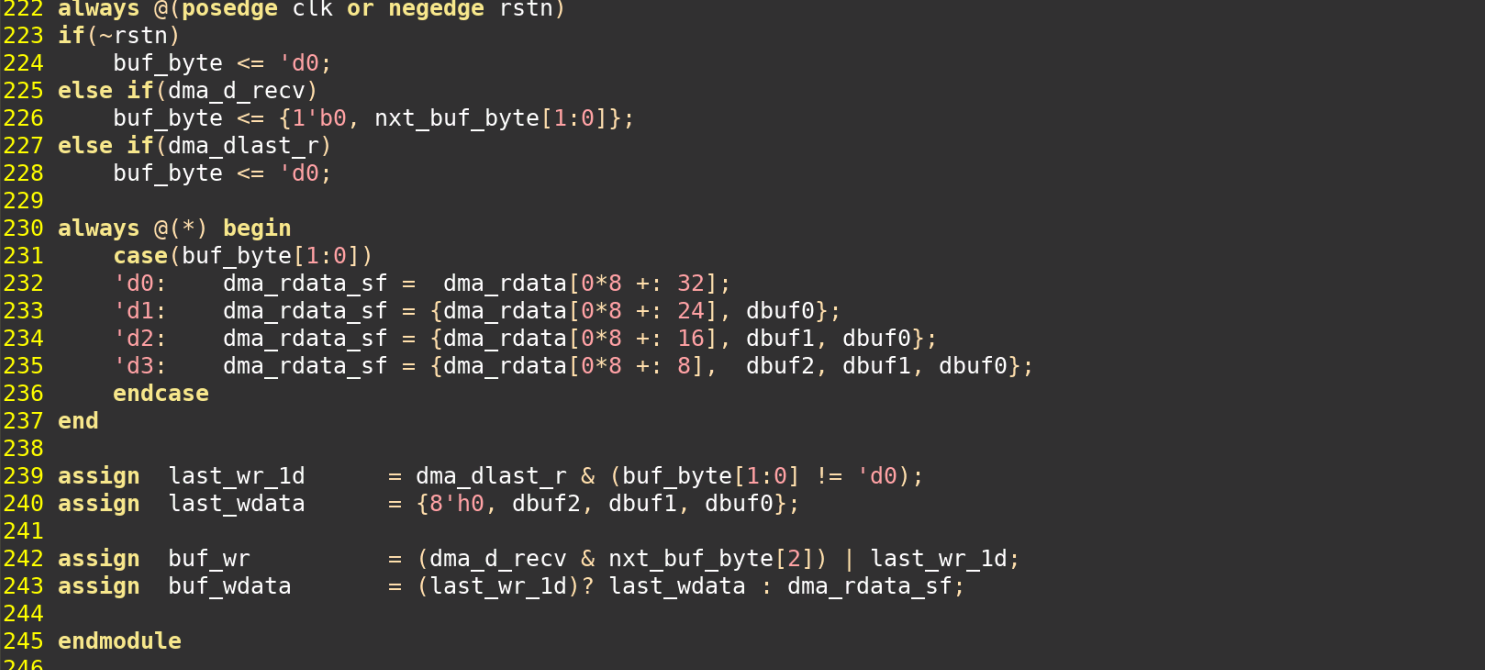 222 always @(posedge clk or negedge rstn)
223 if(~rstn)
224     buf_byte <= 'd0;
225 else if(dma_d_recv)
226     buf_byte <= {1'b0, nxt_buf_byte[1:0]};
227 else if(dma_dlast_r)
228     buf_byte <= 'd0;
229
230 always @(*) begin
231     case(buf_byte[1:0])
232     'd0:    dma_rdata_sf =  dma_rdata[0*8 +: 32];
233     'd1:    dma_rdata_sf = {dma_rdata[0*8 +: 24], dbuf0};
234     'd2:    dma_rdata_sf = {dma_rdata[0*8 +: 16], dbuf1, dbuf0};
235     'd3:    dma_rdata_sf = {dma_rdata[0*8 +: 8],  dbuf2, dbuf1, dbuf0};
236     endcase
237 end
238
239 assign  last_wr_1d      = dma_dlast_r & (buf_byte[1:0] != 'd0);
240 assign  last_wdata      = {8'h0, dbuf2, dbuf1, dbuf0};
241
242 assign  buf_wr          = (dma_d_recv & nxt_buf_byte[2]) | last_wr_1d;
243 assign  buf_wdata       = (last_wr_1d)? last_wdata : dma_rdata_sf;
244
245 endmodule
246